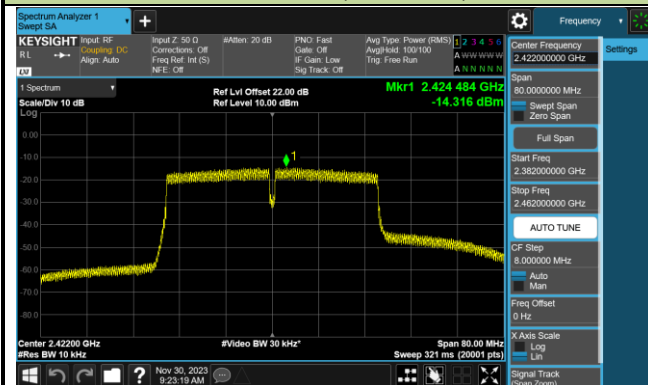 Spectrum Analyzer 1
Swept SA
Frequency
KEYSIGHT
RL
LXI
Input: RF
Coupling: DC
Align: Auto
Input Z: 50 Ω
Corrections: Off
Freq Ref: Int (S)
NFE: Off
#Atten: 20 dB
PNO: Fast
Gate: Off
IF Gain: Low
Sig Track: Off
Avg Type: Power (RMS)
Avg|Hold: 100/100
Trig: Free Run
1 2 3 4 5 6
A W W W W W
A N N N N N
1 Spectrum
Scale/Div 10 dB
Log
Ref Lvl Offset 22.00 dB
Ref Level 10.00 dBm
Mkr1 2.424 484 GHz
-14.316 dBm
1
0.00
-10.0
-20.0
-30.0
-40.0
-50.0
-60.0
-70.0
-80.0
Center 2.42200 GHz
#Res BW 10 kHz
#Video BW 30 kHz*
Span 80.00 MHz
Sweep 321 ms (20001 pts)
Nov 30, 2023
9:23:19 AM
Center Frequency
2.422000000 GHz
Settings
Span
80.0000000 MHz
Swept Span
Zero Span
Full Span
Start Freq
2.382000000 GHz
Stop Freq
2.462000000 GHz
AUTO TUNE
CF Step
8.000000 MHz
Auto
Man
Freq Offset
0 Hz
X Axis Scale
Log
Lin
Signal Track
(Span Zoom)